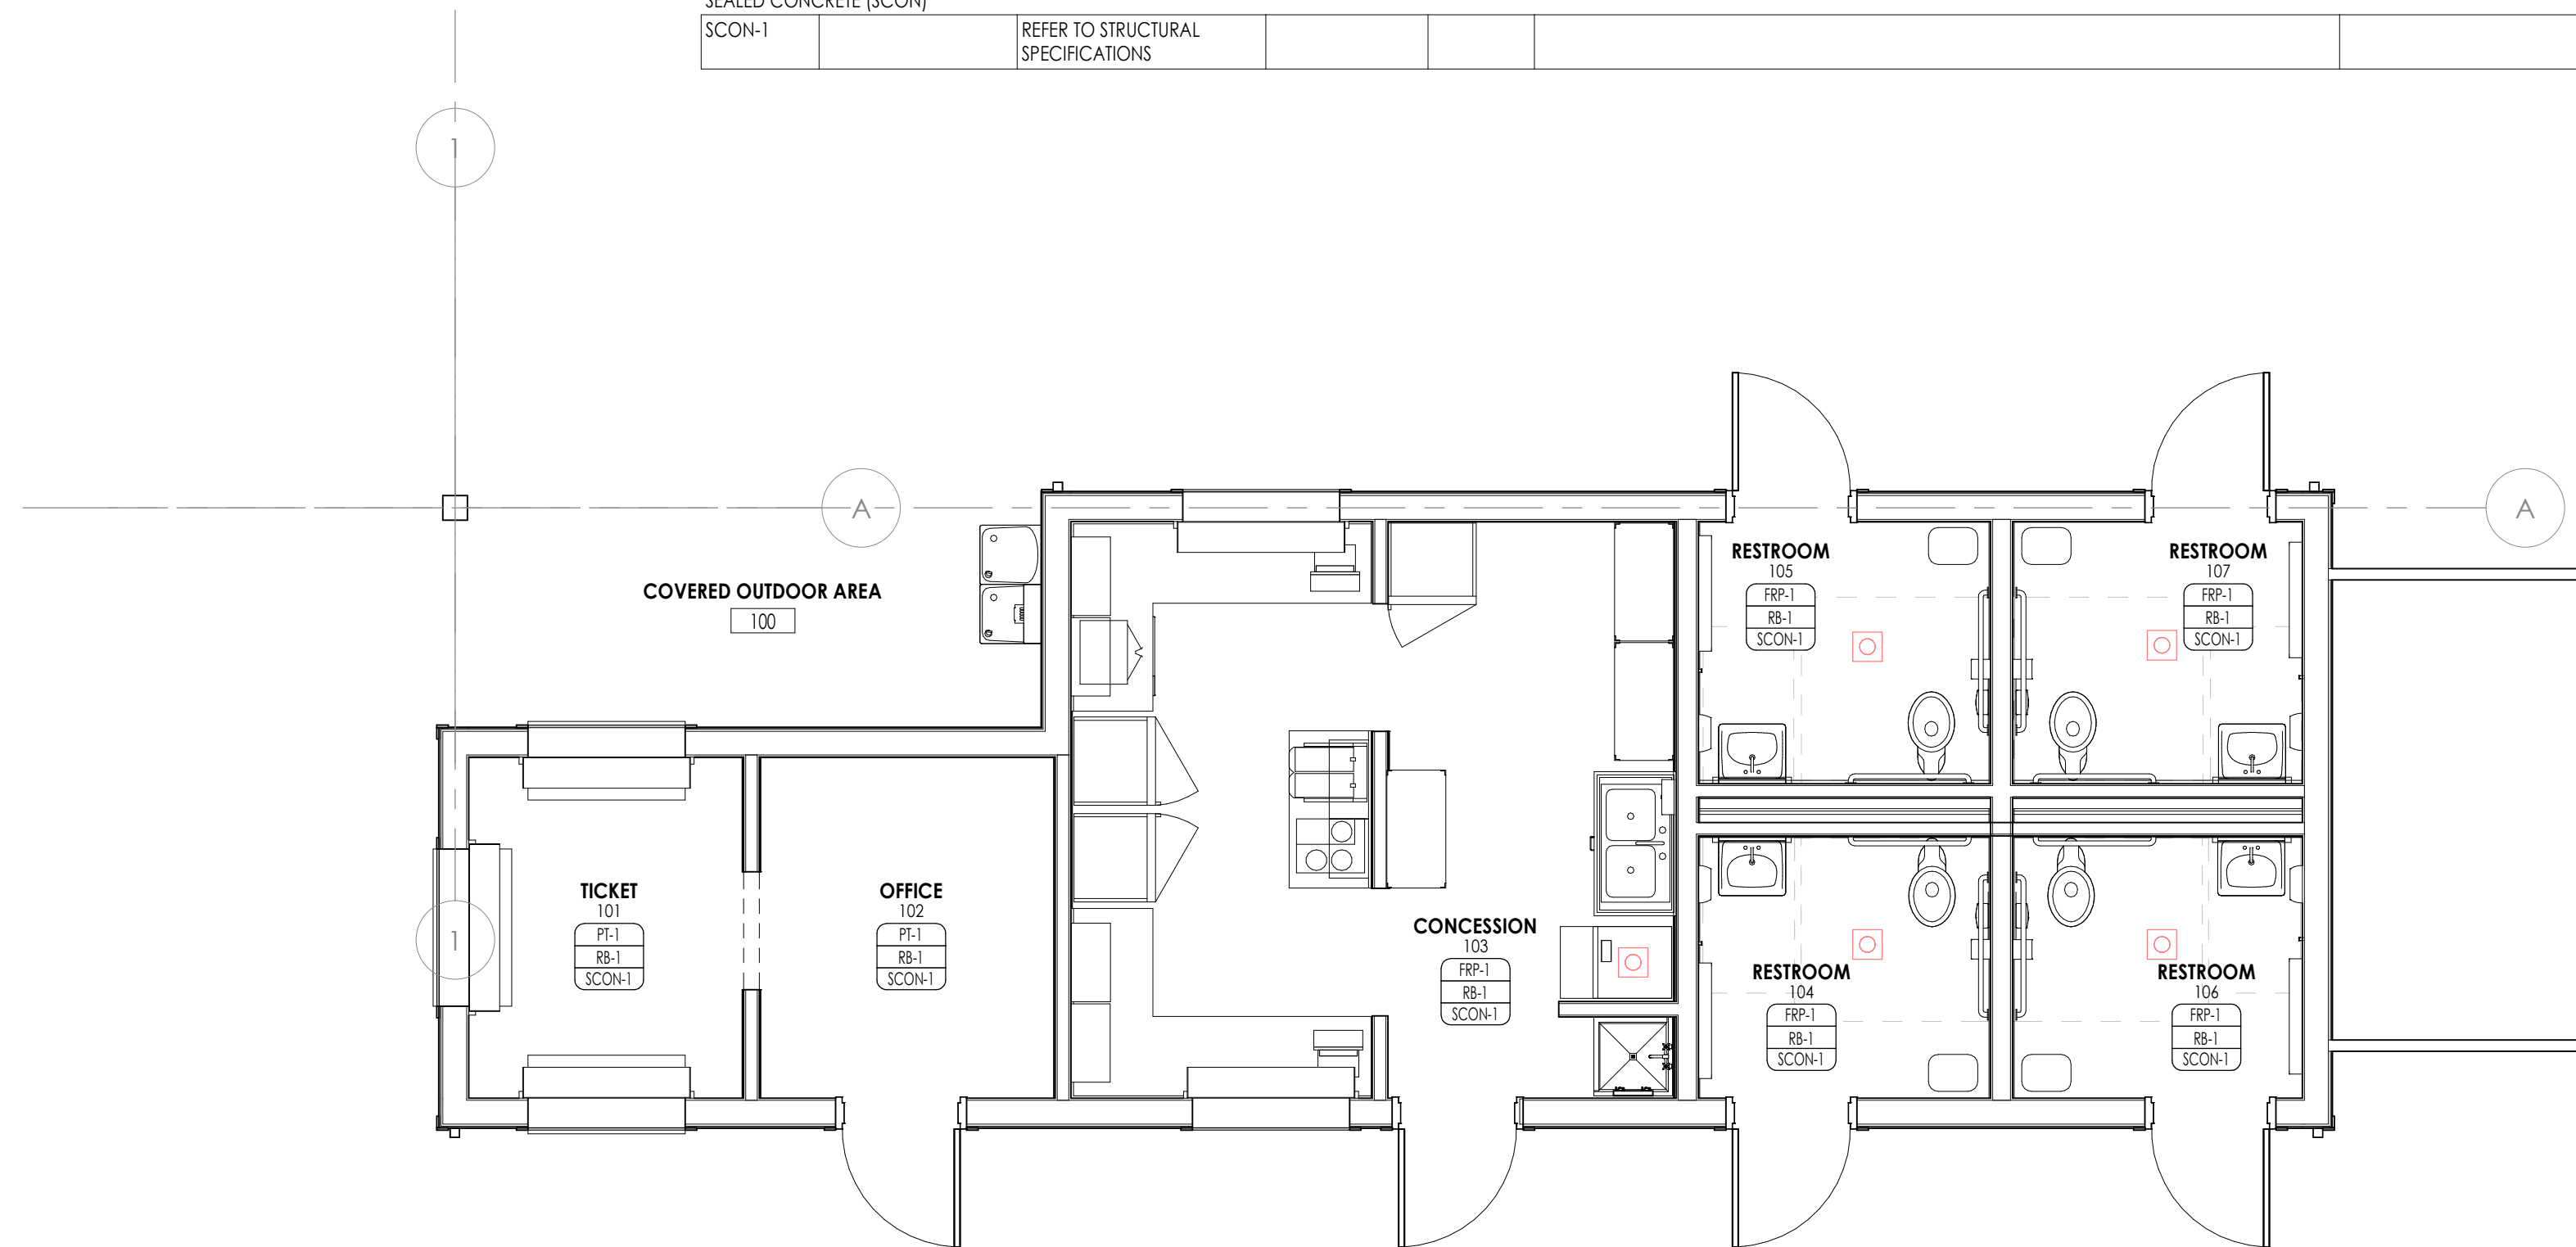 SEALED CONCRETE (SCON)
SCON-1
REFER TO STRUCTURAL
SPECIFICATIONS
1
A
A
COVERED OUTDOOR AREA
100
RESTROOM
105
FRP-1
RB-1
SCON-1
RESTROOM
107
FRP-1
RB-1
SCON-1
TICKET
101
PT-1
RB-1
SCON-1
1
OFFICE
102
PT-1
RB-1
SCON-1
CONCESSION
103
FRP-1
RB-1
SCON-1
RESTROOM
104
FRP-1
RB-1
SCON-1
RESTROOM
106
FRP-1
RB-1
SCON-1